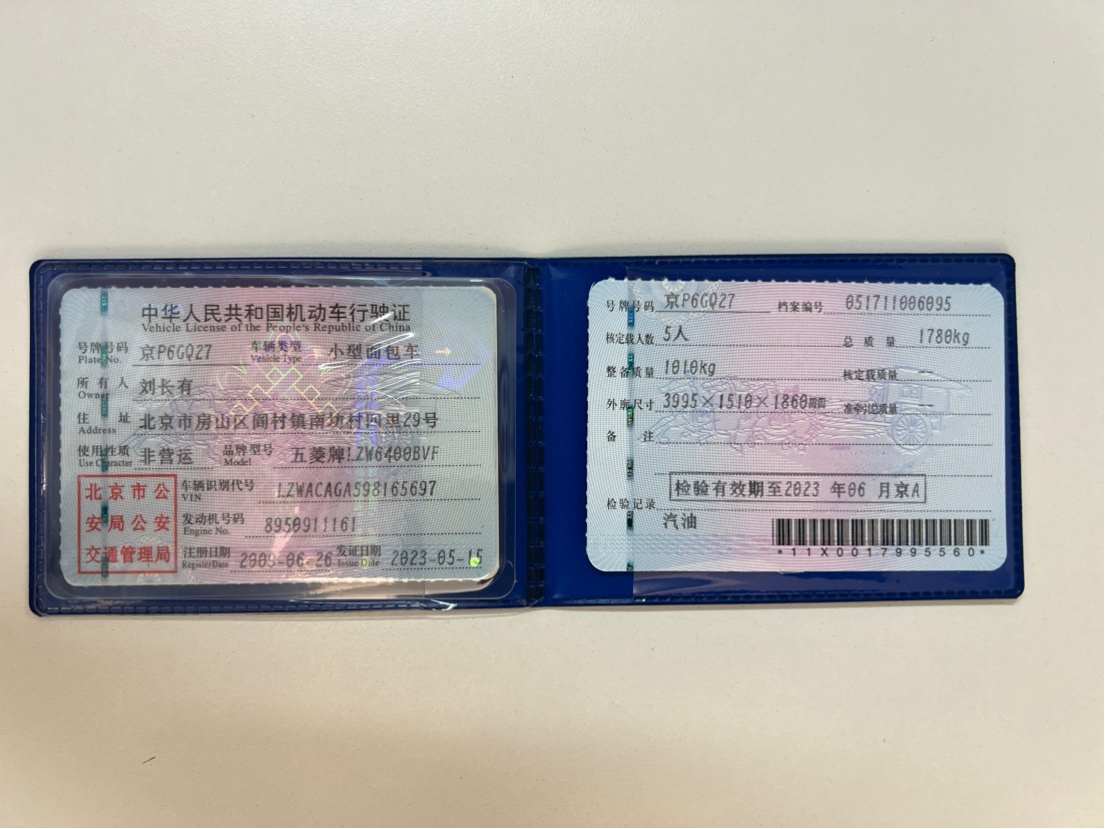 中华人民共和国机动车行驶证
Vehicle License of the People's Republic of China
号牌号码 京P6GQ27 车辆类型 小型面包车
Plate No. Vehicle Type
所有人 刘长有
Owner
住址 北京市房山区阎村镇南坊村四里29号
Address
使用性质 非营运 品牌型号 五菱牌LZW6400BVF
Use Character Model
北京市公安局公安交通管理局
车辆识别代号 LZWACAGA598165697
VIN
发动机号码 8950911161
Engine No.
注册日期 2009-06-26 发证日期 2023-05-15
Register Date Issue Date
号牌号码 京P6GQ27 档案编号 051711006095
核定载人数 5人 总质量 1780kg
整备质量 1010kg 核定载质量 --
外廓尺寸 3995×1510×1860mm 准牵引总质量 --
备注
检验记录 检验有效期至2023年06月京A
汽油
*11X0017995560*